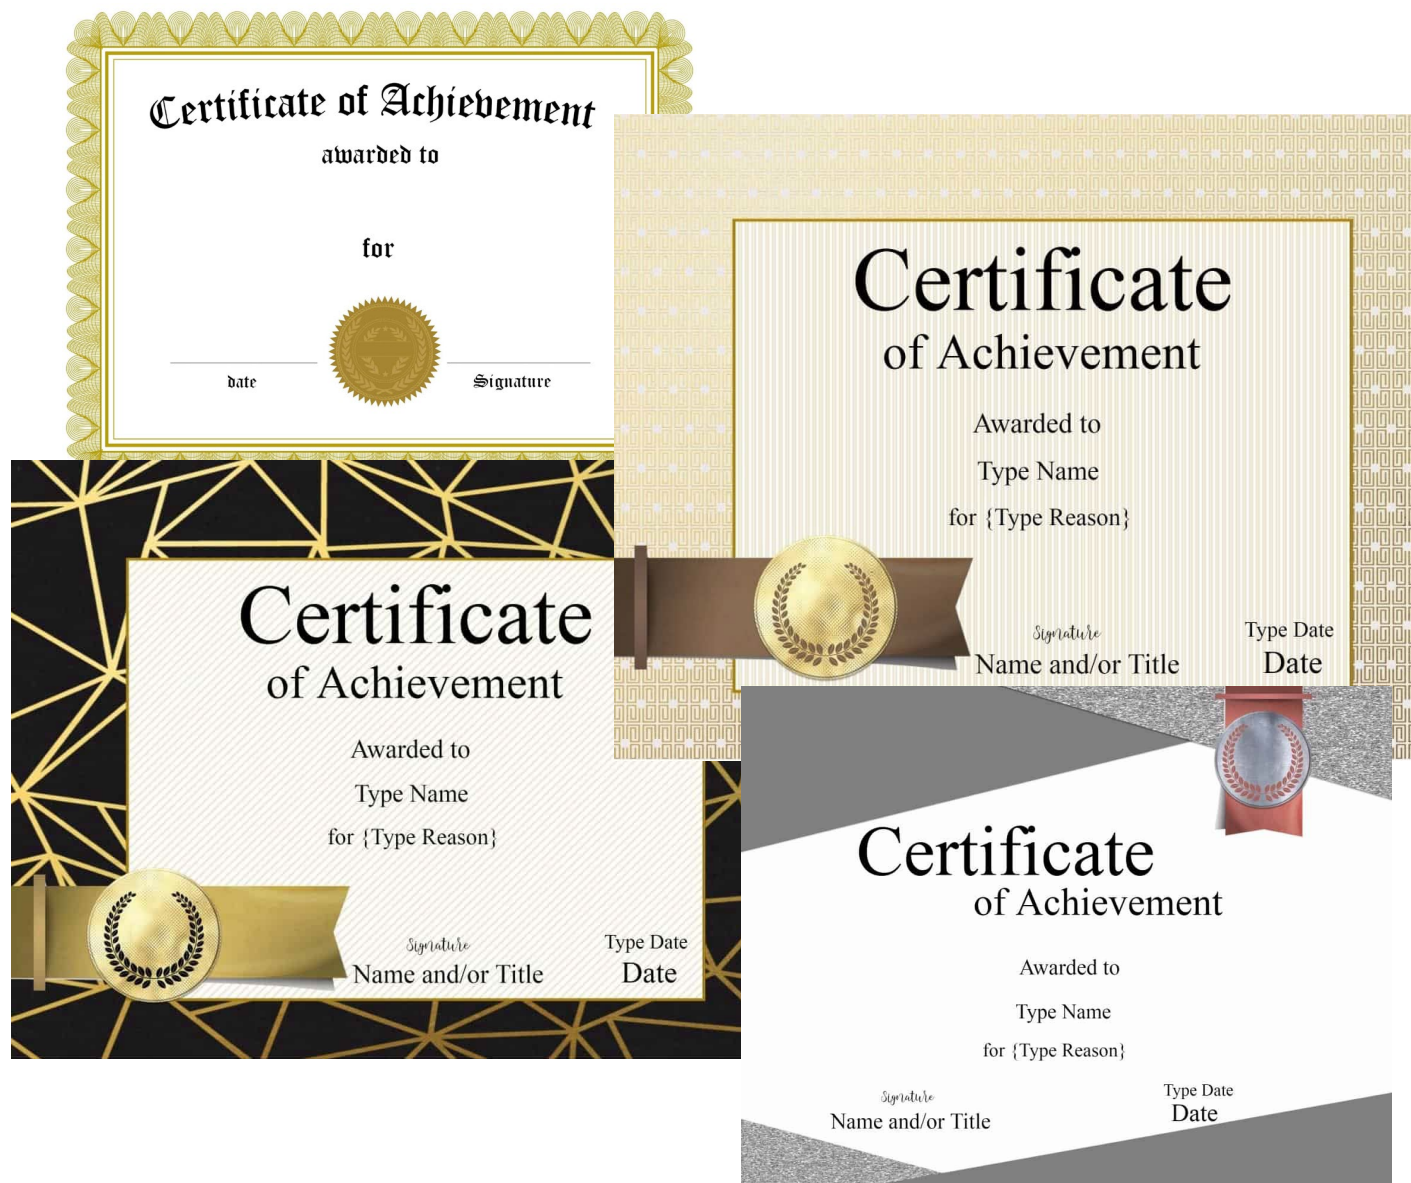 Certificate of Achievement
awarded to
for
date
Signature
Certificate
of Achievement
Awarded to
Type Name
for {Type Reason}
Signature
Name and/or Title
Type Date
Date
Certificate
of Achievement
Awarded to
Type Name
for {Type Reason}
Signature
Name and/or Title
Type Date
Date
Certificate
of Achievement
Awarded to
Type Name
for {Type Reason}
Signature
Name and/or Title
Type Date
Date